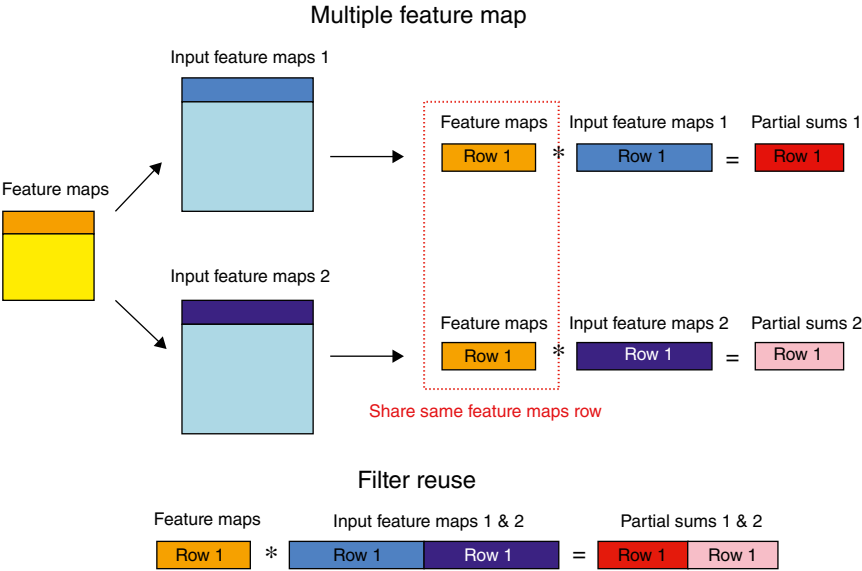 Multiple feature map
Input feature maps 1
Feature maps
Input feature maps 1
Partial sums 1
Row 1 * Row 1 = Row 1
Feature maps
Input feature maps 2
Feature maps
Input feature maps 2
Partial sums 2
Row 1 * Row 1 = Row 1
Share same feature maps row
Filter reuse
Feature maps
Input feature maps 1 & 2
Partial sums 1 & 2
Row 1 * Row 1 Row 1 = Row 1 Row 1